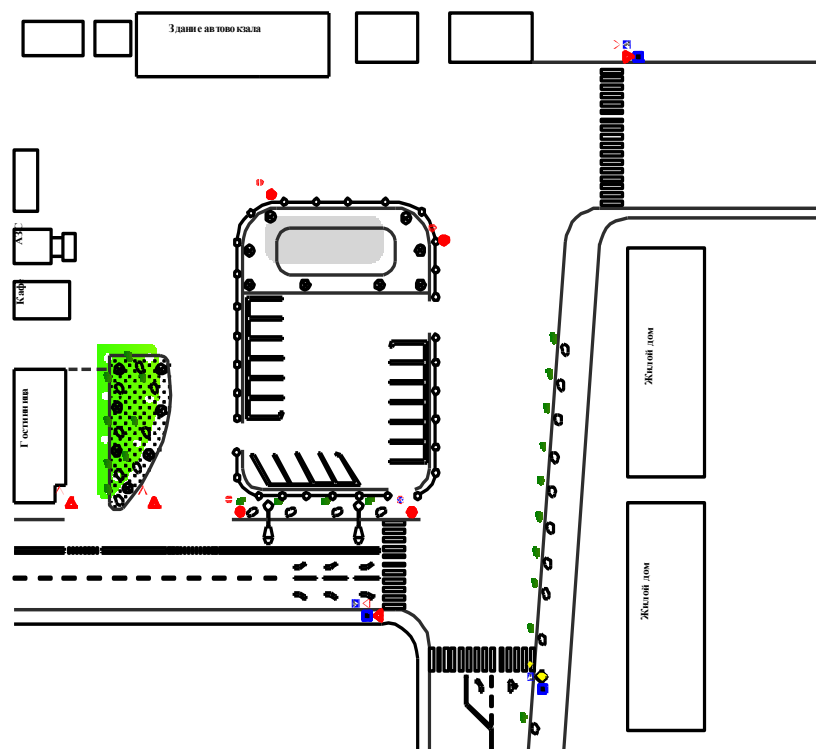 Здание автовокзала
АЗС
Кафе
Гостиница
Жилой дом
Жилой дом